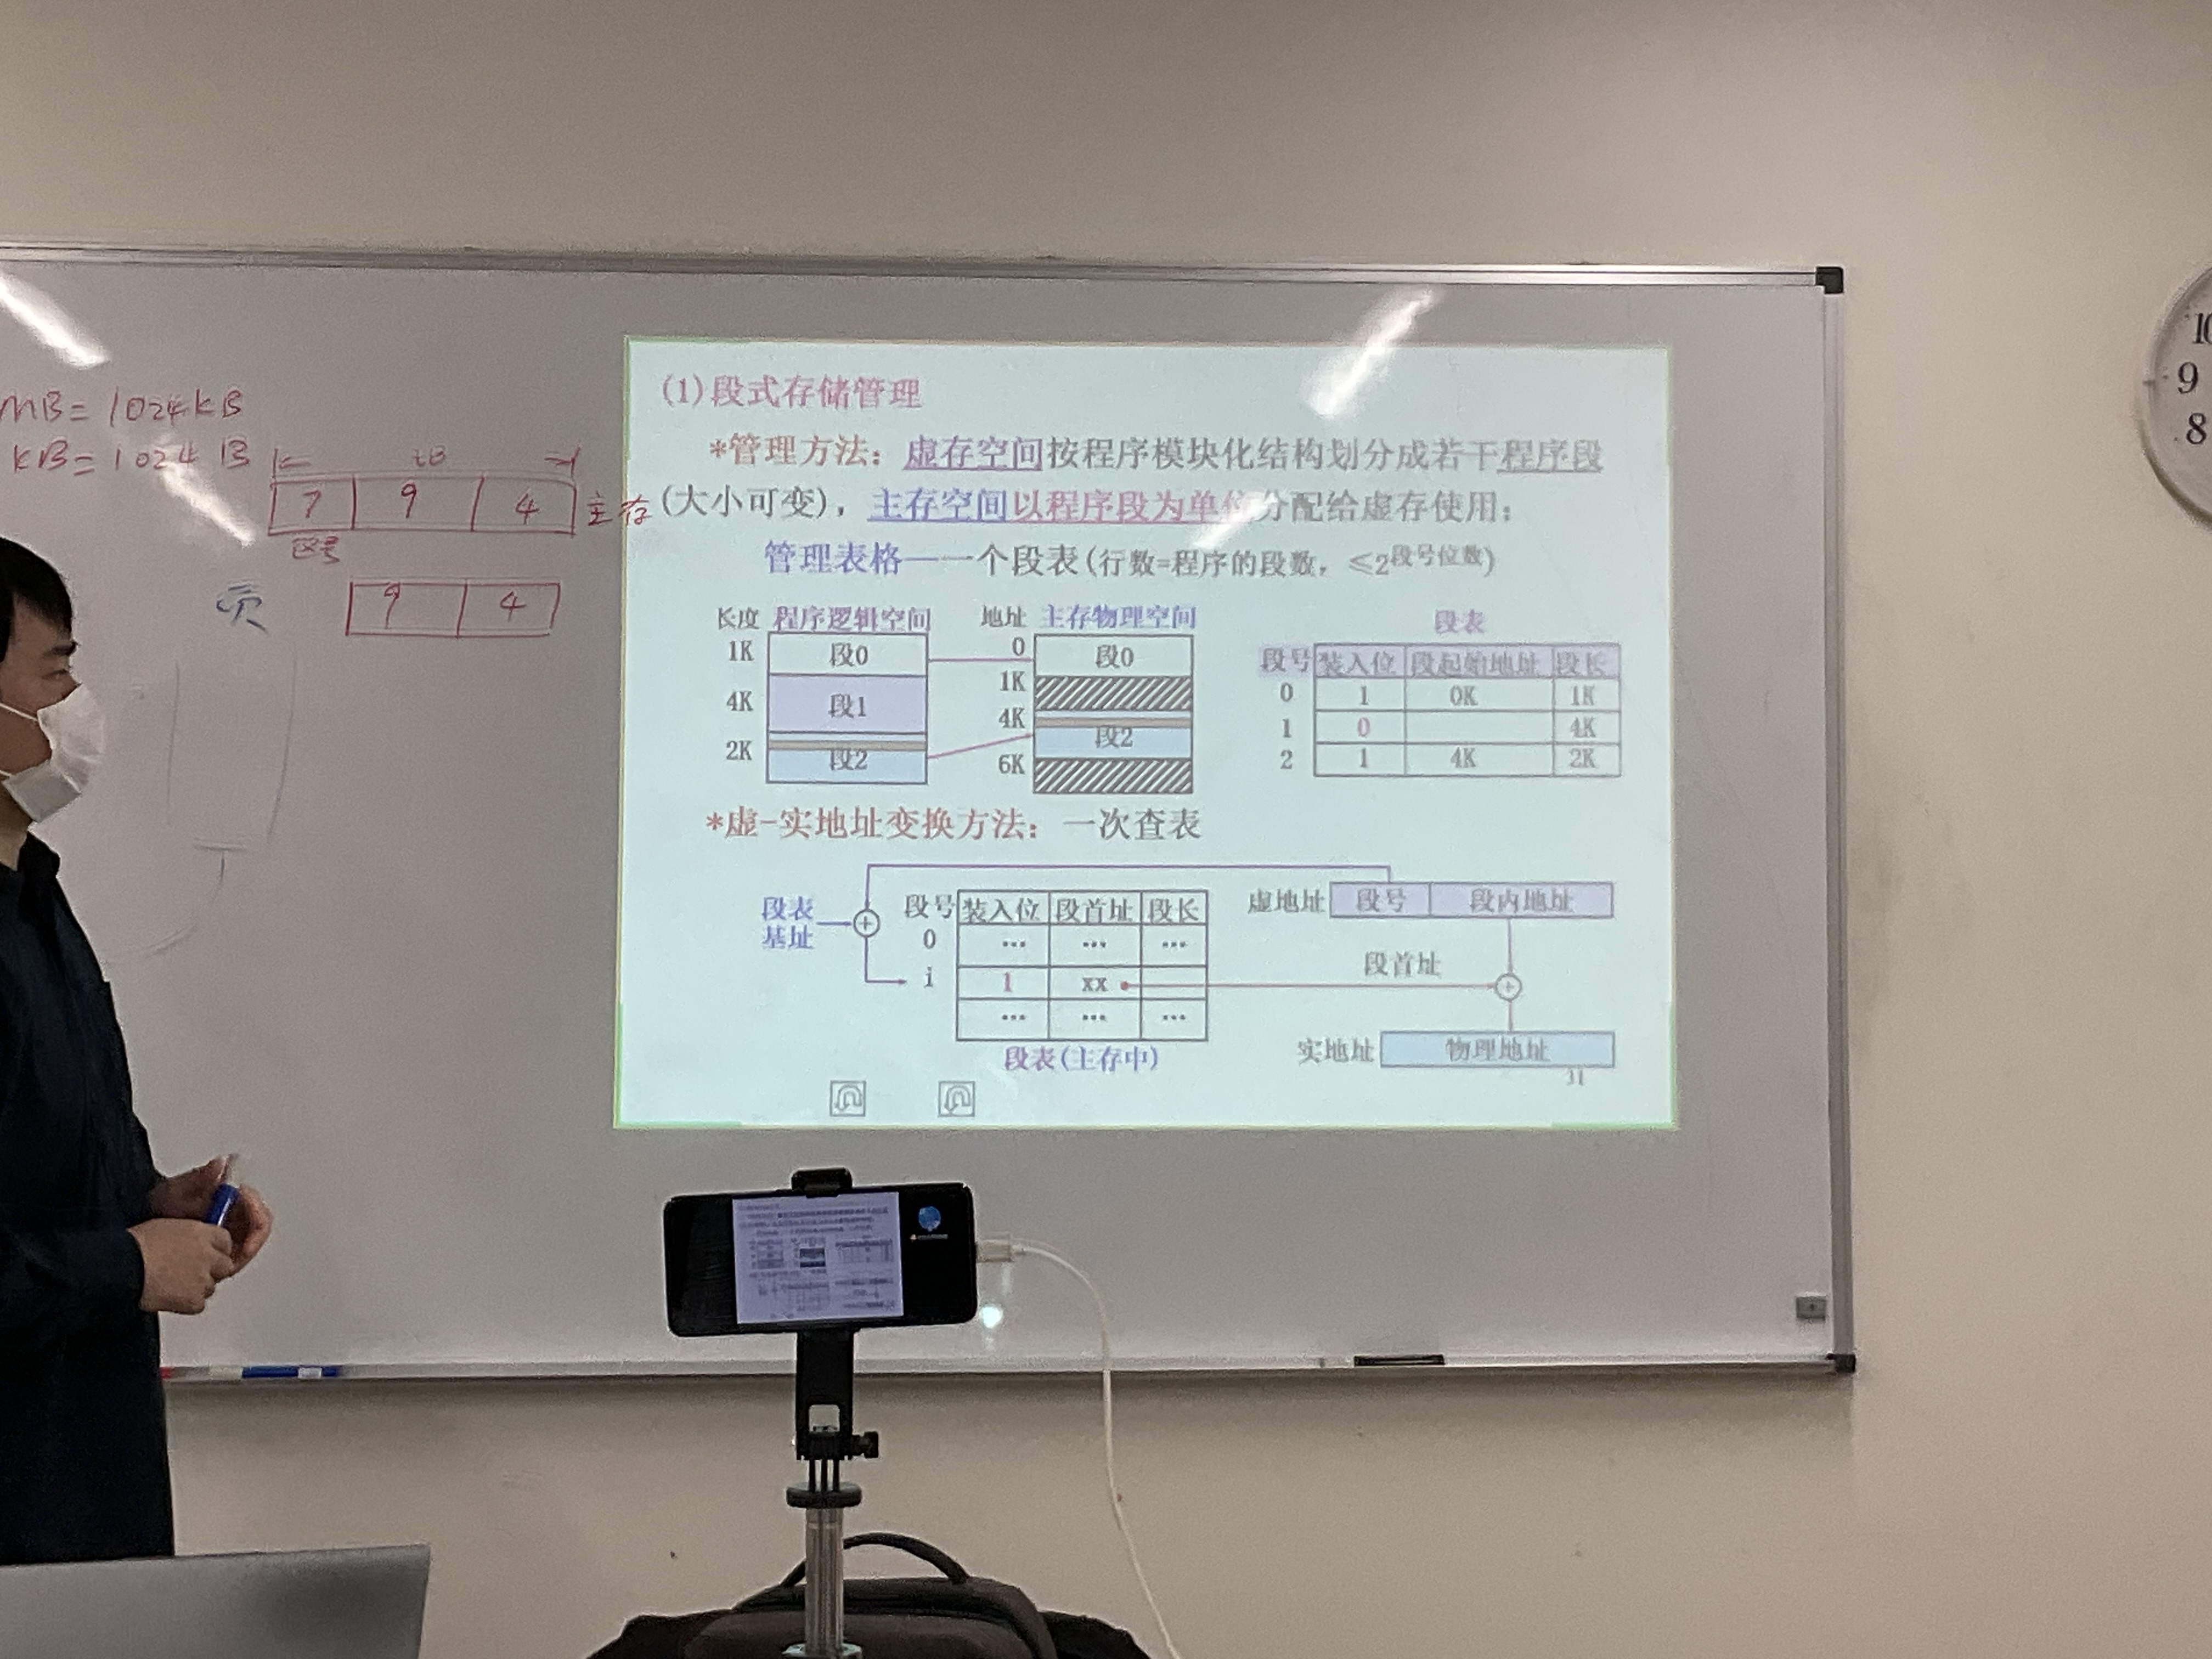 MB=1024KB
KB=1024B
20
7 9 4 主存
区号
页 9 4
(1)段式存储管理
*管理方法：虚存空间按程序模块化结构划分成若干程序段
(大小可变)，主存空间以程序段为单位分配给虚存使用；
管理表格—一个段表(行数=程序的段数，≤2段号位数)
长度 程序逻辑空间
1K 段0
4K 段1
2K 段2
地址 主存物理空间
0 段0
1K
4K 段2
6K
段表
段号 装入位 段起始地址 段长
0 1 0K 1K
1 0 4K
2 1 4K 2K
*虚-实地址变换方法：一次查表
段表
基址
段号 装入位 段首址 段长
0 ... ... ...
i 1 xx
... ... ...
段表(主存中)
虚地址 段号 段内地址
段首址
实地址 物理地址
31
10
9
8